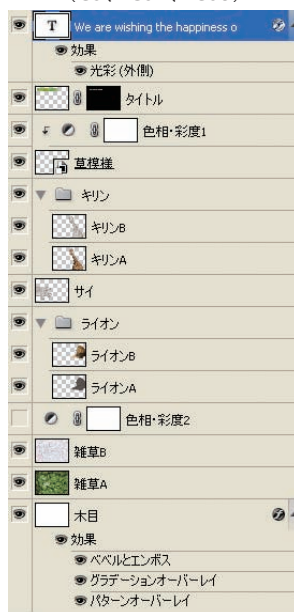 T We are wishing the happiness o
効果
光彩 (外側)
タイトル
色相・彩度1
草模様
キリン
キリンB
キリンA
サイ
ライオン
ライオンB
ライオンA
色相・彩度2
雑草B
雑草A
木目
効果
ベベルとエンボス
グラデーションオーバーレイ
パターンオーバーレイ